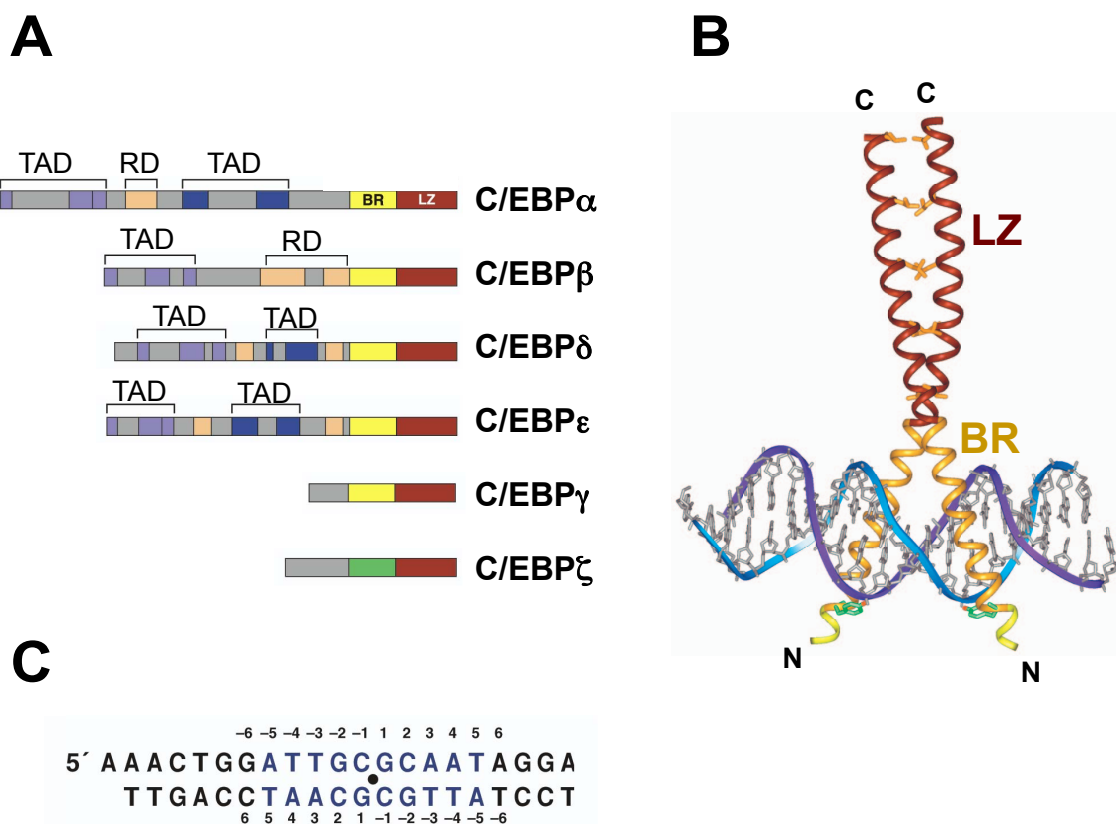 A
TAD RD TAD
BR LZ C/EBPα
TAD RD
C/EBPβ
TAD TAD
C/EBPδ
TAD TAD
C/EBPε
C/EBPγ
C/EBPζ
B
C C
LZ
BR
N
N
C
–6 –5 –4 –3 –2 –1 1 2 3 4 5 6
5´ A A A C T G G A T T G C G C A A T A G G A
T T G A C C T A A C G C G T T A T C C T
6 5 4 3 2 1 –1 –2 –3 –4 –5 –6